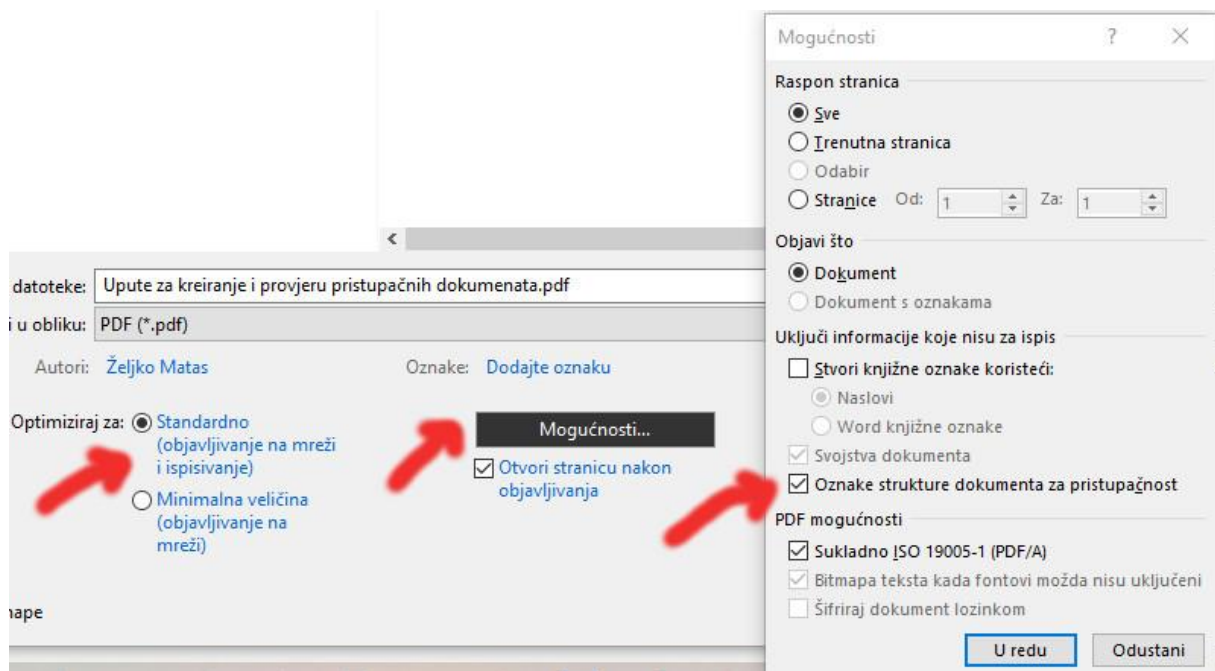 datoteke: Upute za kreiranje i provjeru pristupačnih dokumenata.pdf
i u obliku: PDF (*.pdf)
Autori: Željko Matas
Oznake: Dodajte oznaku
Optimiziraj za: Standardno
(objavljivanje na mreži
i ispisivanje)
Minimalna veličina
(objavljivanje na
mreži)
Mogućnosti...
Otvori stranicu nakon
objavljivanja
nape
Mogućnosti ? ×
Raspon stranica
Sve
Trenutna stranica
Odabir
Stranice Od: 1 Za: 1
Objavi što
Dokument
Dokument s oznakama
Uključi informacije koje nisu za ispis
Stvori knjižne oznake koristeći:
Naslovi
Word knjižne oznake
Svojstva dokumenta
Oznake strukture dokumenta za pristupačnost
PDF mogućnosti
Sukladno ISO 19005-1 (PDF/A)
Bitmapa teksta kada fontovi možda nisu uključeni
Šifriraj dokument lozinkom
U redu Odustani